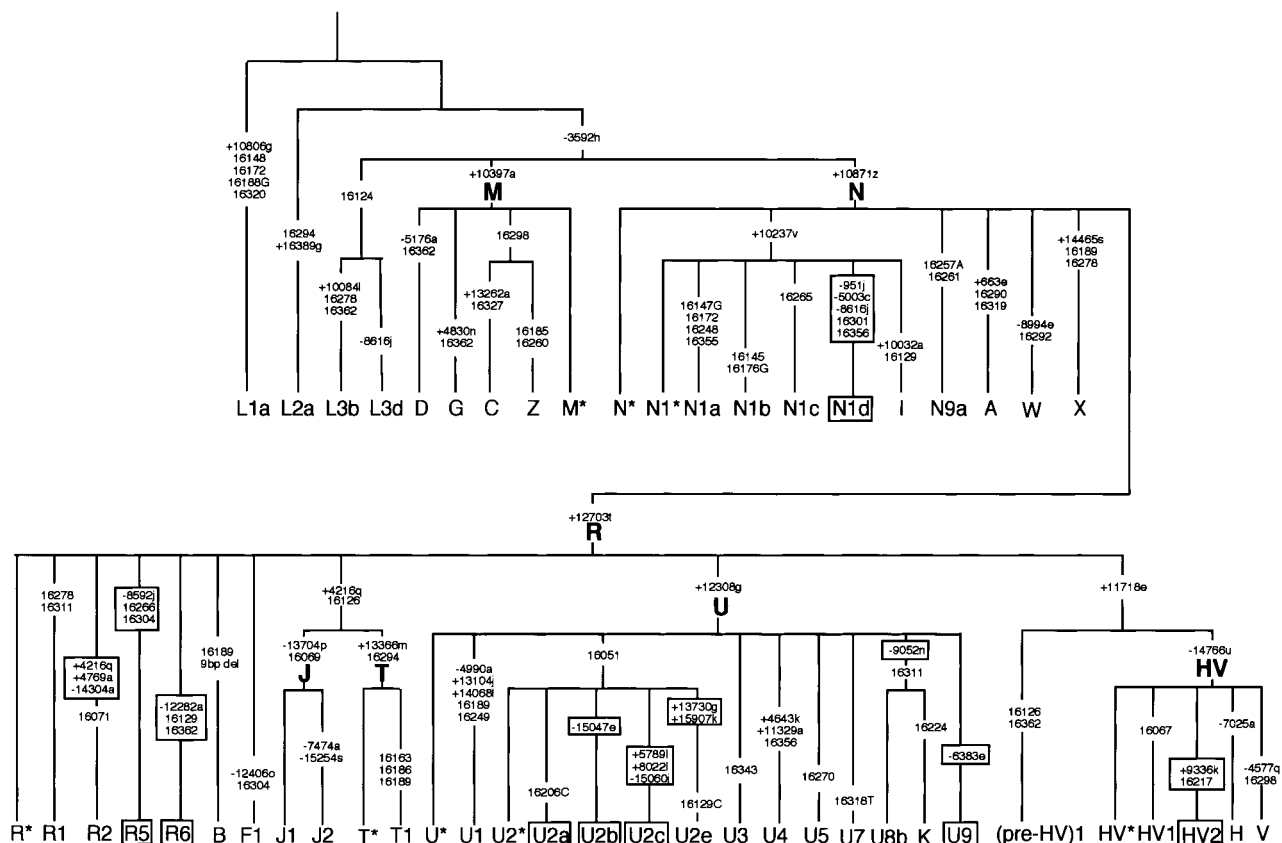 -3592h
+10806g
16148
16172
16188G
16320
16294
+16389g
16124
+10084l
16278
16362
-8616j
+10397a
M
-5176a
16362
+4830n
16362
16298
+13262a
16327
16185
16260
+10871z
N
+10237v
16147G
16172
16248
16355
16145
16176G
16265
-951j
-5003c
-8616j
16301
16356
+10032a
16129
16257A
16261
+663e
16290
16319
-8994e
16292
+14465s
16189
16278
L1a L2a L3b L3d D G C Z M* N* N1* N1a N1b N1c N1d I N9a A W X
+12703t
R
16278
16311
+4216q
+4769a
-14304a
16071
-8592j
16266
16304
-12282a
16129
16362
16189
9bp del
-12406o
16304
+4216q
16126
-13704p
16069
J
-7474a
-15254s
+13366m
16294
T
16163
16186
16189
+12308g
U
-4990a
+13104j
+14068l
16189
16249
16051
16206C
-15047e
+5789l
+8022l
-15060j
+13730g
+15907k
16129C
16343
+4643k
+11329a
16356
16270
16318T
-9052n
16311
16224
-6383e
+11718e
16126
16362
-14766u
HV
16067
+9336k
16217
-7025a
-4577q
16298
R* R1 R2 R5 R6 B F1 J1 J2 T* T1 U* U1 U2* U2a U2b U2c U2e U3 U4 U5 U7 U8b K U9 (pre-HV)1 HV* HV1 HV2 H V